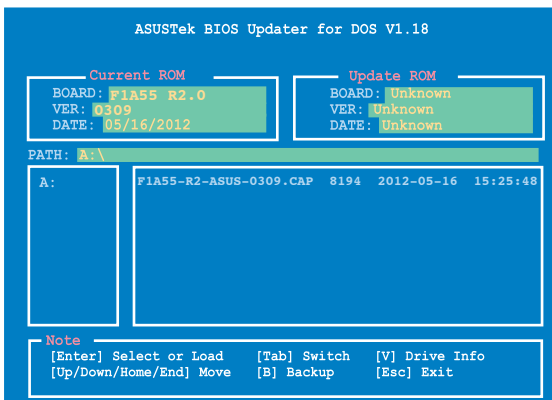 ASUSTek BIOS Updater for DOS V1.18
Current ROM
BOARD: F1A55 R2.0
VER: 0309
DATE: 05/16/2012
Update ROM
BOARD: Unknown
VER: Unknown
DATE: Unknown
PATH: A:\
A:
F1A55-R2-ASUS-0309.CAP 8194 2012-05-16 15:25:48
Note
[Enter] Select or Load [Tab] Switch [V] Drive Info
[Up/Down/Home/End] Move [B] Backup [Esc] Exit